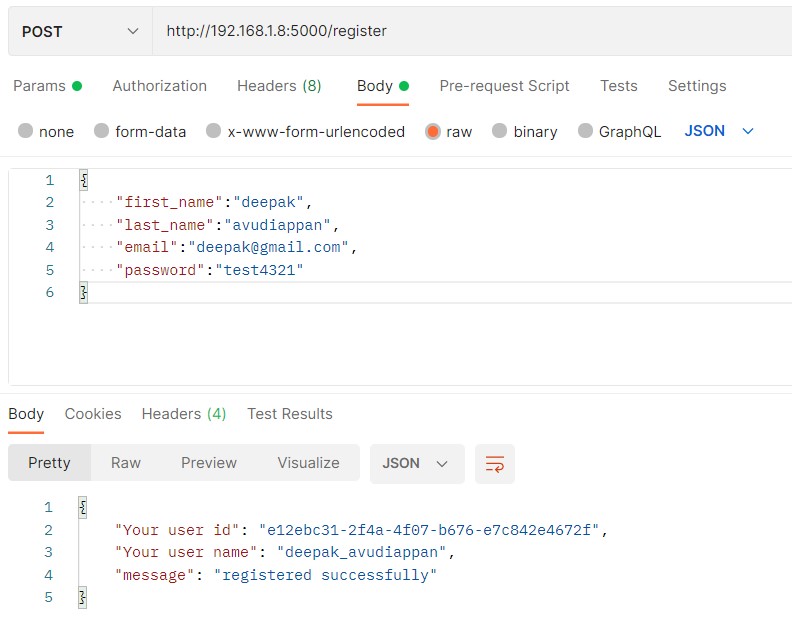 POST http://192.168.1.8:5000/register
Params Authorization Headers (8) Body Pre-request Script Tests Settings
none form-data x-www-form-urlencoded raw binary GraphQL JSON
1 {
2 "first_name":"deepak",
3 "last_name":"avudiappan",
4 "email":"deepak@gmail.com",
5 "password":"test4321"
6 }
Body Cookies Headers (4) Test Results
Pretty Raw Preview Visualize JSON
1 {
2 "Your user id": "e12ebc31-2f4a-4f07-b676-e7c842e4672f",
3 "Your user name": "deepak_avudiappan",
4 "message": "registered successfully"
5 }